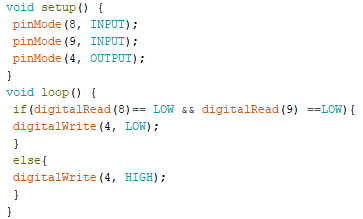 void setup() {
pinMode(8, INPUT);
pinMode(9, INPUT);
pinMode(4, OUTPUT);
}
void loop() {
if(digitalRead(8)== LOW && digitalRead(9) ==LOW){
digitalWrite(4, LOW);
}
else{
digitalWrite(4, HIGH);
}
}